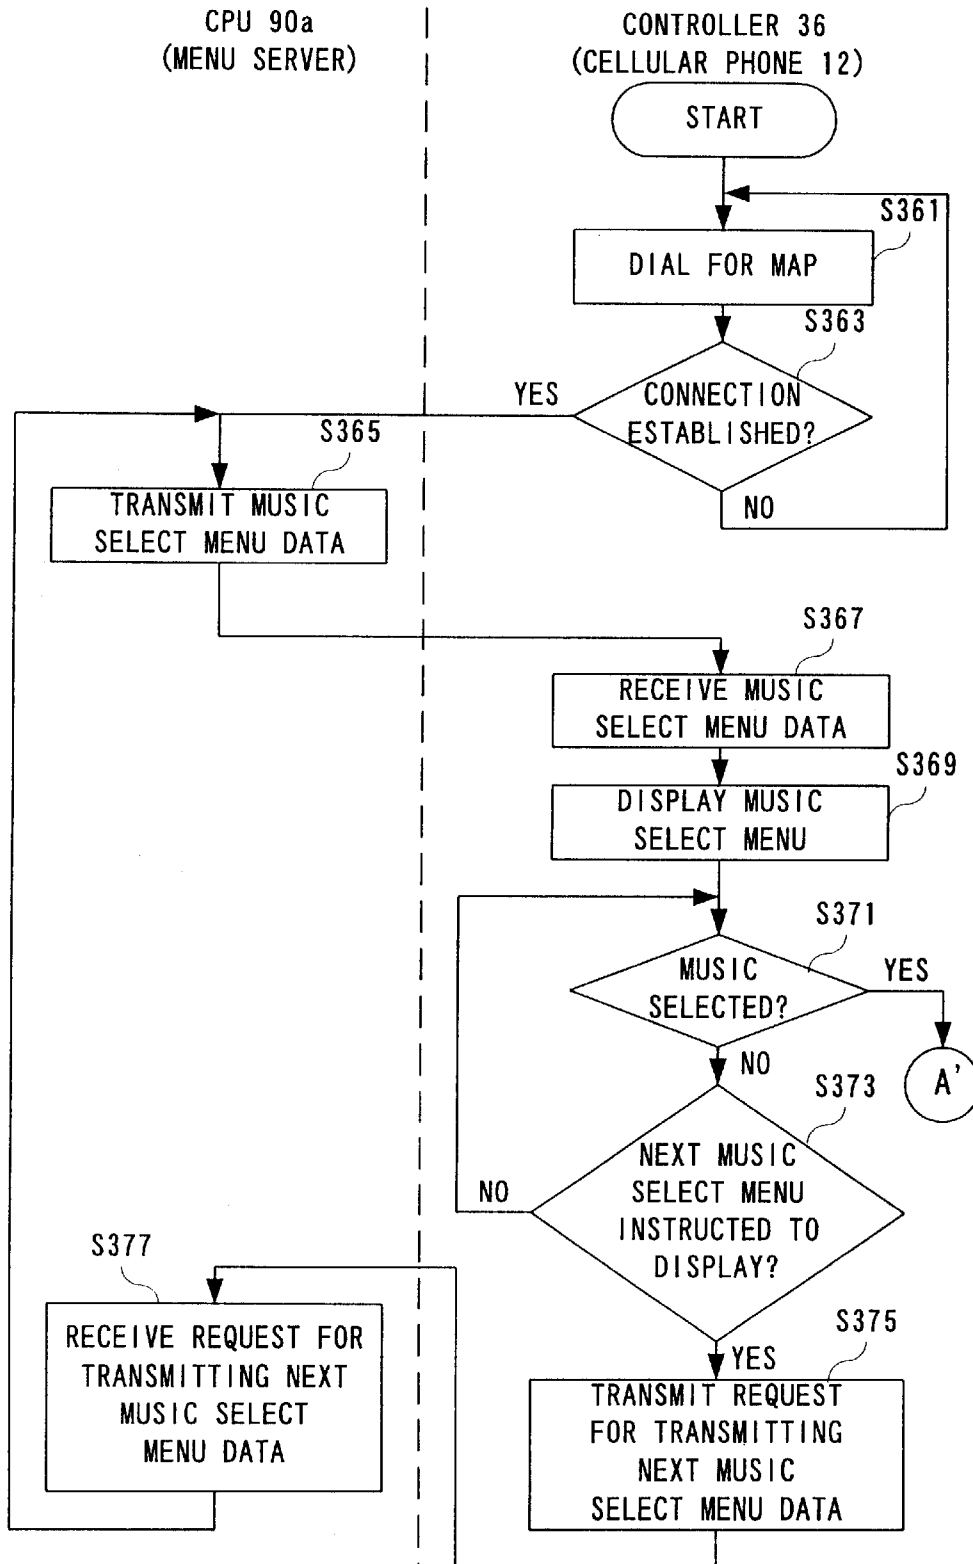 CPU 90a
(MENU SERVER)
CONTROLLER 36
(CELLULAR PHONE 12)
START
S361
DIAL FOR MAP
S363
CONNECTION
ESTABLISHED?
YES
NO
S365
TRANSMIT MUSIC
SELECT MENU DATA
S367
RECEIVE MUSIC
SELECT MENU DATA
S369
DISPLAY MUSIC
SELECT MENU
S371
MUSIC
SELECTED?
YES
A'
NO
S373
NEXT MUSIC
SELECT MENU
INSTRUCTED TO
DISPLAY?
NO
YES
S375
TRANSMIT REQUEST
FOR TRANSMITTING
NEXT MUSIC
SELECT MENU DATA
S377
RECEIVE REQUEST FOR
TRANSMITTING NEXT
MUSIC SELECT
MENU DATA